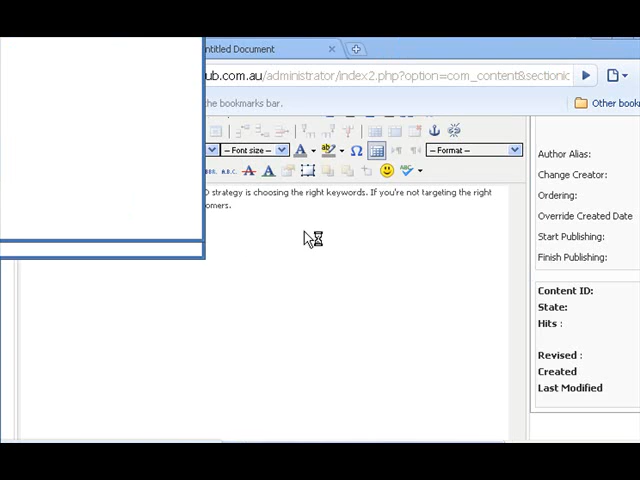 ntitled Document
ub.com.au/administrator/index2.php?option=com_content&sectionic
the bookmarks bar.
Other bookn
-- Font size --
-- Format --
O strategy is choosing the right keywords. If you're not targeting the right
omers.
Author Alias:
Change Creator:
Ordering:
Override Created Date
Start Publishing:
Finish Publishing:
Content ID:
State:
Hits :
Revised :
Created
Last Modified